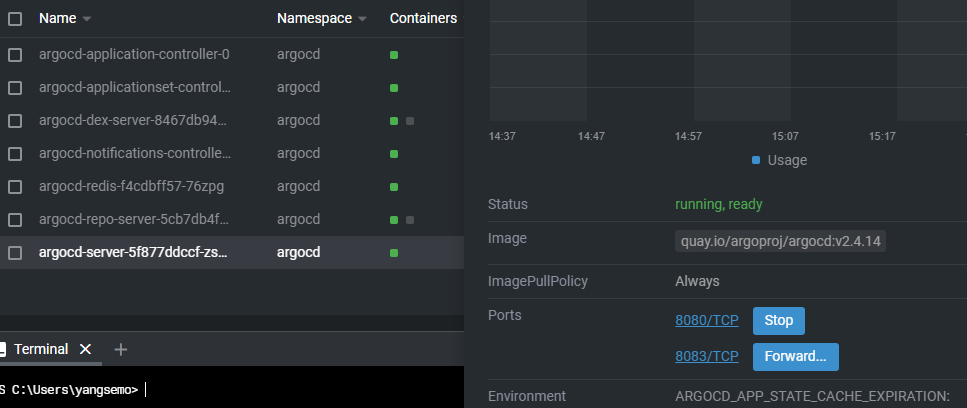 Name Namespace Containers
argocd-application-controller-0 argocd
argocd-applicationset-control... argocd
argocd-dex-server-8467db94... argocd
argocd-notifications-controlle... argocd
argocd-redis-f4cdbff57-76zpg argocd
argocd-repo-server-5cb7db4f... argocd
argocd-server-5f877ddccf-zs... argocd
Terminal
S C:\Users\yangsemo>
14:37 14:47 14:57 15:07 15:17
Usage
Status running, ready
Image quay.io/argoproj/argocd:v2.4.14
ImagePullPolicy Always
Ports 8080/TCP Stop
8083/TCP Forward...
Environment ARGOCD_APP_STATE_CACHE_EXPIRATION: